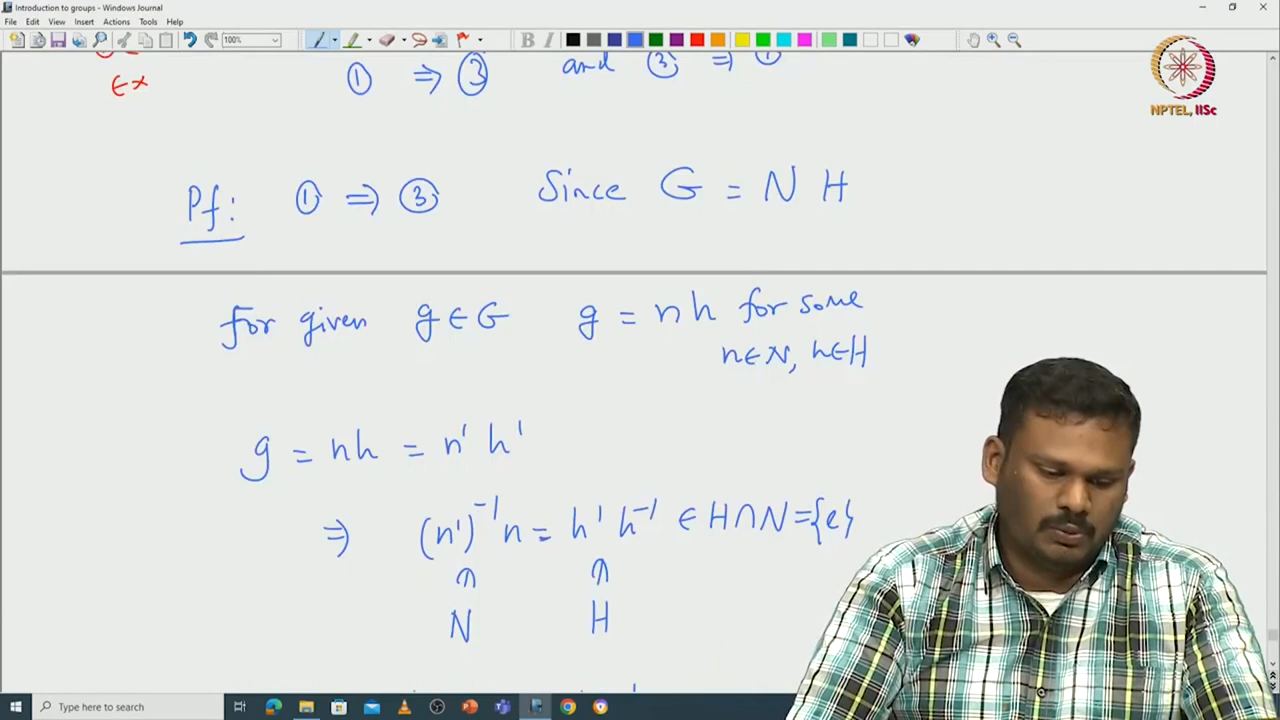 Introduction to groups - Windows Journal
File Edit View Insert Actions Tools Help
100% B I
① ⇒ ③ and ③ ⇒ ①
Ex
NPTEL, IISc
Pf: ① ⇒ ③ Since G = N H
for given g ∈ G g = n h for some
n∈N, h∈H
g = nh = n' h'
⇒ (n')⁻¹ n = h' h⁻¹ ∈ H ∩ N = {e}
↑ ↑
N H
Type here to search